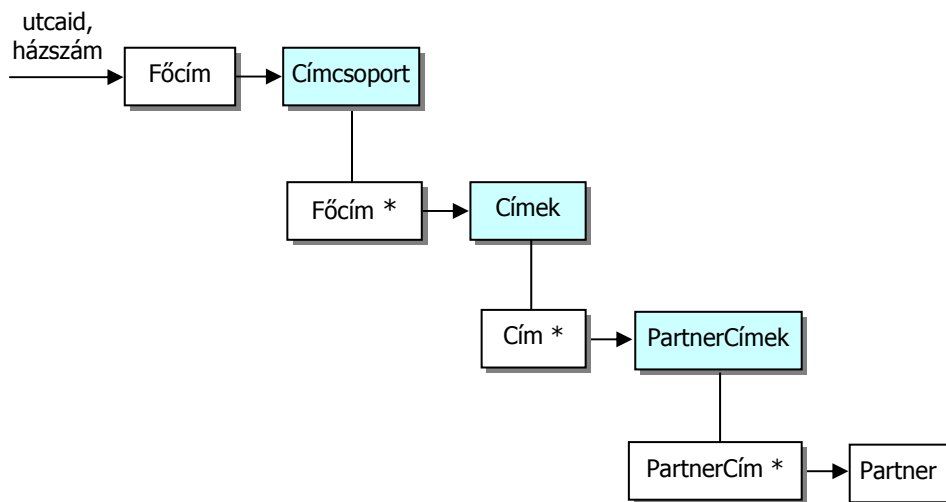 utcaid,
házszám
Főcím
Címcsoport
Főcím *
Címek
Cím *
PartnerCímek
PartnerCím *
Partner